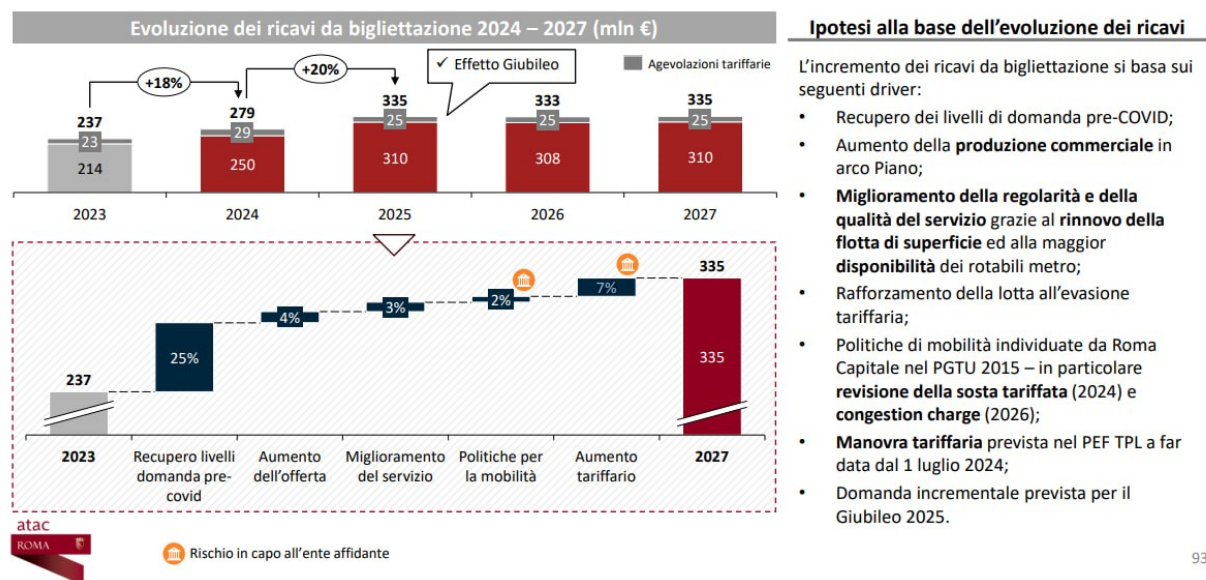 Evoluzione dei ricavi da bigliettazione 2024 – 2027 (mln €)
+18%
+20%
✓ Effetto Giubileo
Agevolazioni tariffarie
237
279
335
333
335
23
29
25
25
25
214
250
310
308
310
2023
2024
2025
2026
2027
237
25%
4%
3%
2%
7%
335
335
2023
Recupero livelli
domanda pre-
covid
Aumento
dell'offerta
Miglioramento
del servizio
Politiche per
la mobilità
Aumento
tariffario
2027
atac
ROMA
Rischio in capo all'ente affidante
Ipotesi alla base dell'evoluzione dei ricavi
L'incremento dei ricavi da bigliettazione si basa sui
seguenti driver:
• Recupero dei livelli di domanda pre-COVID;
• Aumento della produzione commerciale in
arco Piano;
• Miglioramento della regolarità e della
qualità del servizio grazie al rinnovo della
flotta di superficie ed alla maggior
disponibilità dei rotabili metro;
• Rafforzamento della lotta all'evasione
tariffaria;
• Politiche di mobilità individuate da Roma
Capitale nel PGTU 2015 – in particolare
revisione della sosta tariffata (2024) e
congestion charge (2026);
• Manovra tariffaria prevista nel PEF TPL a far
data dal 1 luglio 2024;
• Domanda incrementale prevista per il
Giubileo 2025.
93